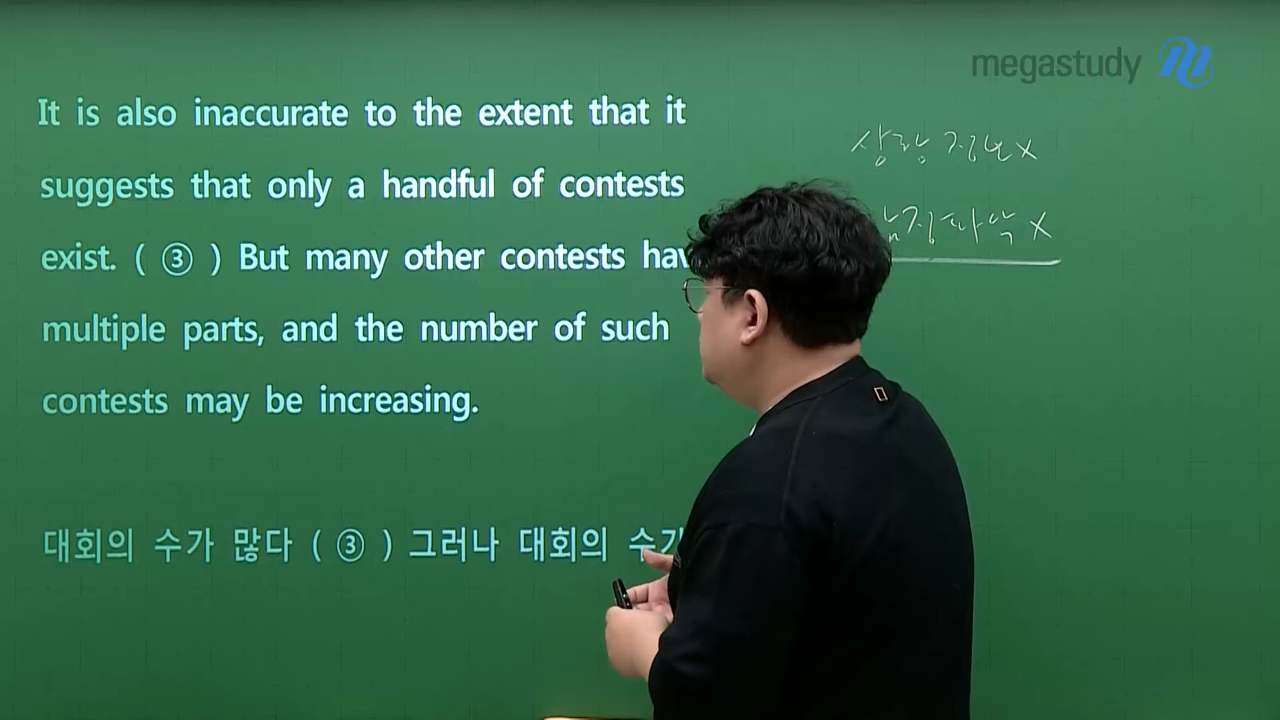 megastudy
It is also inaccurate to the extent that it
suggests that only a handful of contests
exist. ( ③ ) But many other contests hav
multiple parts, and the number of such
contests may be increasing.
대회의 수가 많다 ( ③ ) 그러나 대회의 수가